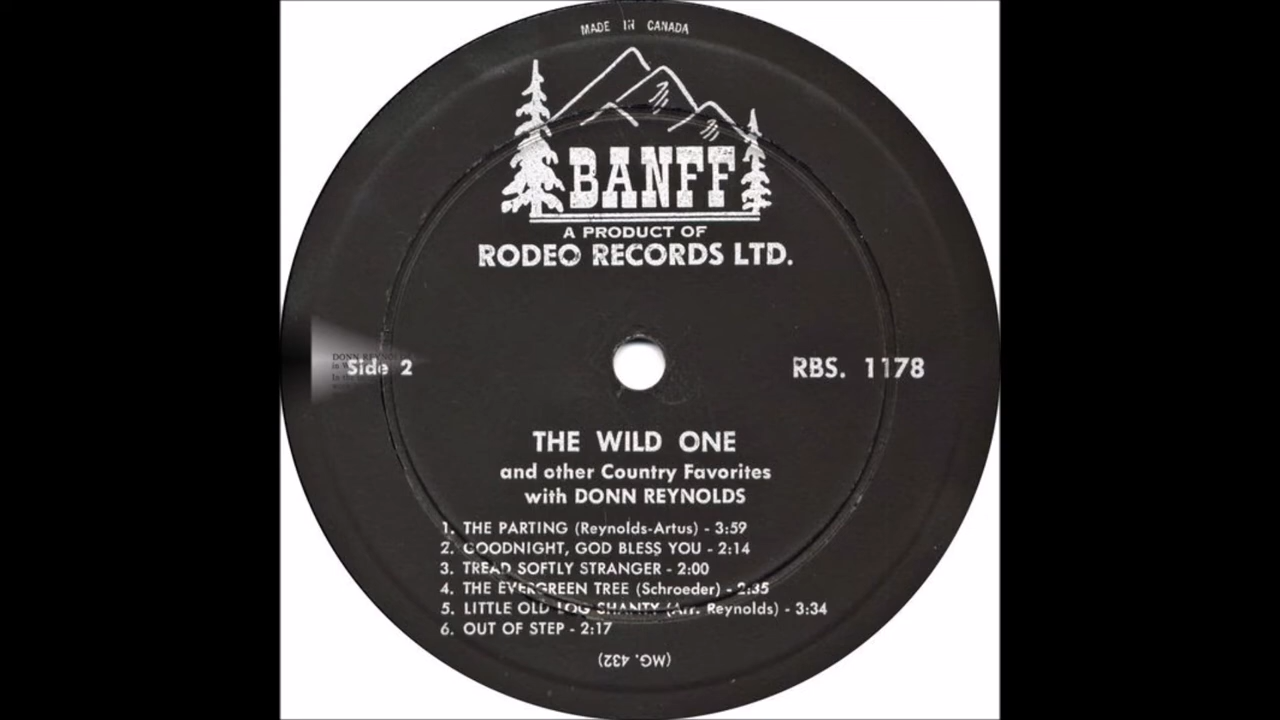 MADE IN CANADA
BANFF
A PRODUCT OF
RODEO RECORDS LTD.
DONN REYNOLDS
Side 2
RBS. 1178
THE WILD ONE
and other Country Favorites
with DONN REYNOLDS
1. THE PARTING (Reynolds-Artus) - 3:59
2. GOODNIGHT, GOD BLESS YOU - 2:14
3. TREAD SOFTLY STRANGER - 2:00
4. THE EVERGREEN TREE (Schroeder) - 2:35
5. LITTLE OLD LOG SHANTY (Arr. Reynolds) - 3:34
6. OUT OF STEP - 2:17
(MG. 432)